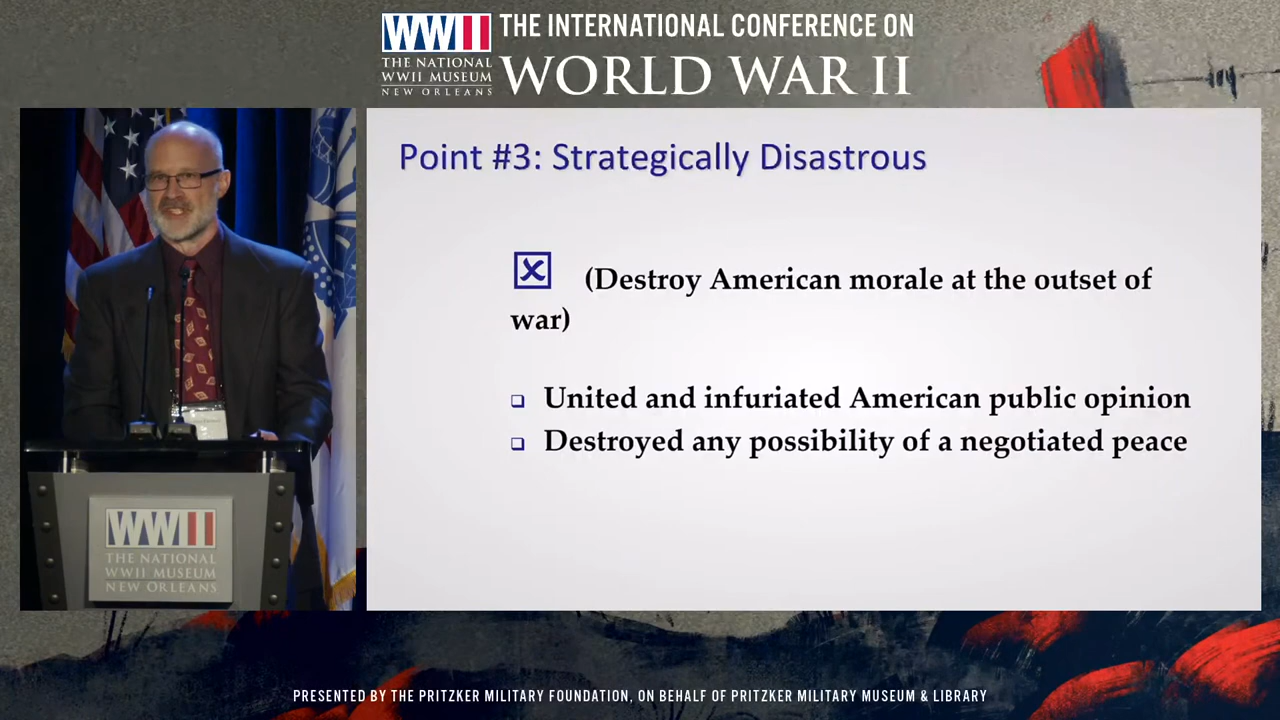 WWII
THE NATIONAL
WWII MUSEUM
NEW ORLEANS
THE INTERNATIONAL CONFERENCE ON
WORLD WAR II
Point #3: Strategically Disastrous
(Destroy American morale at the outset of
war)
United and infuriated American public opinion
Destroyed any possibility of a negotiated peace
WWII
THE NATIONAL
WWII MUSEUM
NEW ORLEANS
PRESENTED BY THE PRITZKER MILITARY FOUNDATION, ON BEHALF OF PRITZKER MILITARY MUSEUM & LIBRARY